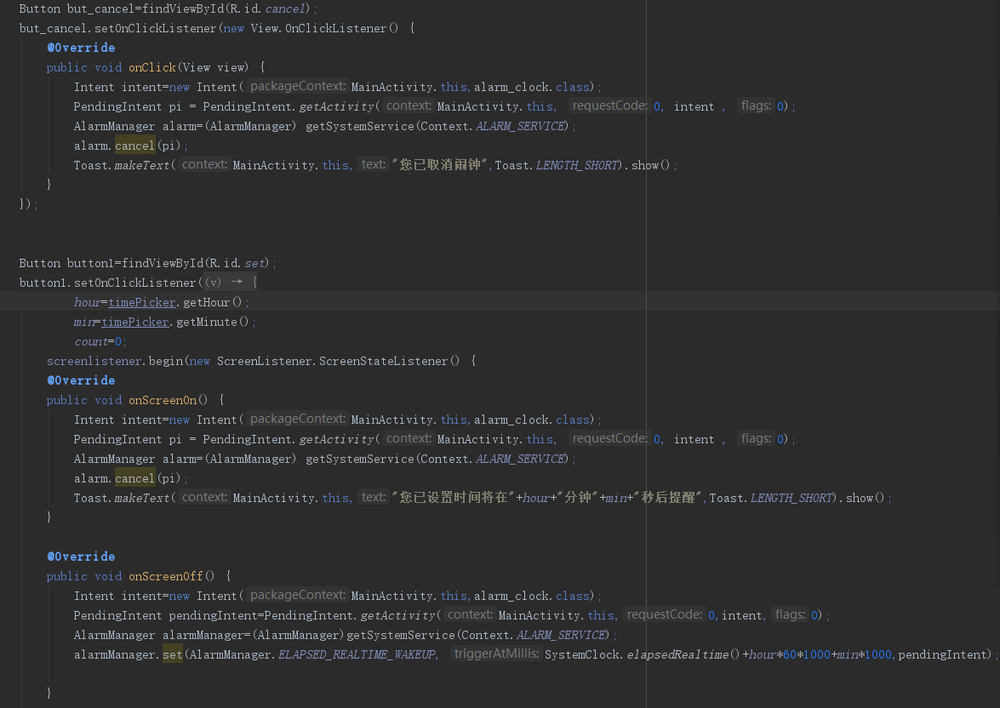 Button but_cancel=findViewById(R.id.cancel);
but_cancel.setOnClickListener(new View.OnClickListener() {
@Override
public void onClick(View view) {
Intent intent=new Intent( packageContext: MainActivity.this,alarm_clock.class);
PendingIntent pi = PendingIntent.getActivity( context: MainActivity.this, requestCode: 0, intent , flags: 0);
AlarmManager alarm=(AlarmManager) getSystemService(Context.ALARM_SERVICE);
alarm.cancel(pi);
Toast.makeText( context: MainActivity.this, text: "您已取消闹钟",Toast.LENGTH_SHORT).show();
}
});
Button button1=findViewById(R.id.set);
button1.setOnClickListener((v) → {
hour=timePicker.getHour();
min=timePicker.getMinute();
count=0;
screenlistener.begin(new ScreenListener.ScreenStateListener() {
@Override
public void onScreenOn() {
Intent intent=new Intent( packageContext: MainActivity.this,alarm_clock.class);
PendingIntent pi = PendingIntent.getActivity( context: MainActivity.this, requestCode: 0, intent , flags: 0);
AlarmManager alarm=(AlarmManager) getSystemService(Context.ALARM_SERVICE);
alarm.cancel(pi);
Toast.makeText( context: MainActivity.this, text: "您已设置时间将在"+hour+"分钟"+min+"秒后提醒",Toast.LENGTH_SHORT).show();
}
@Override
public void onScreenOff() {
Intent intent=new Intent( packageContext: MainActivity.this,alarm_clock.class);
PendingIntent pendingIntent=PendingIntent.getActivity( context: MainActivity.this, requestCode: 0,intent, flags: 0);
AlarmManager alarmManager=(AlarmManager)getSystemService(Context.ALARM_SERVICE);
alarmManager.set(AlarmManager.ELAPSED_REALTIME_WAKEUP, triggerAtMillis: SystemClock.elapsedRealtime()+hour*60*1000+min*1000,pendingIntent);
}